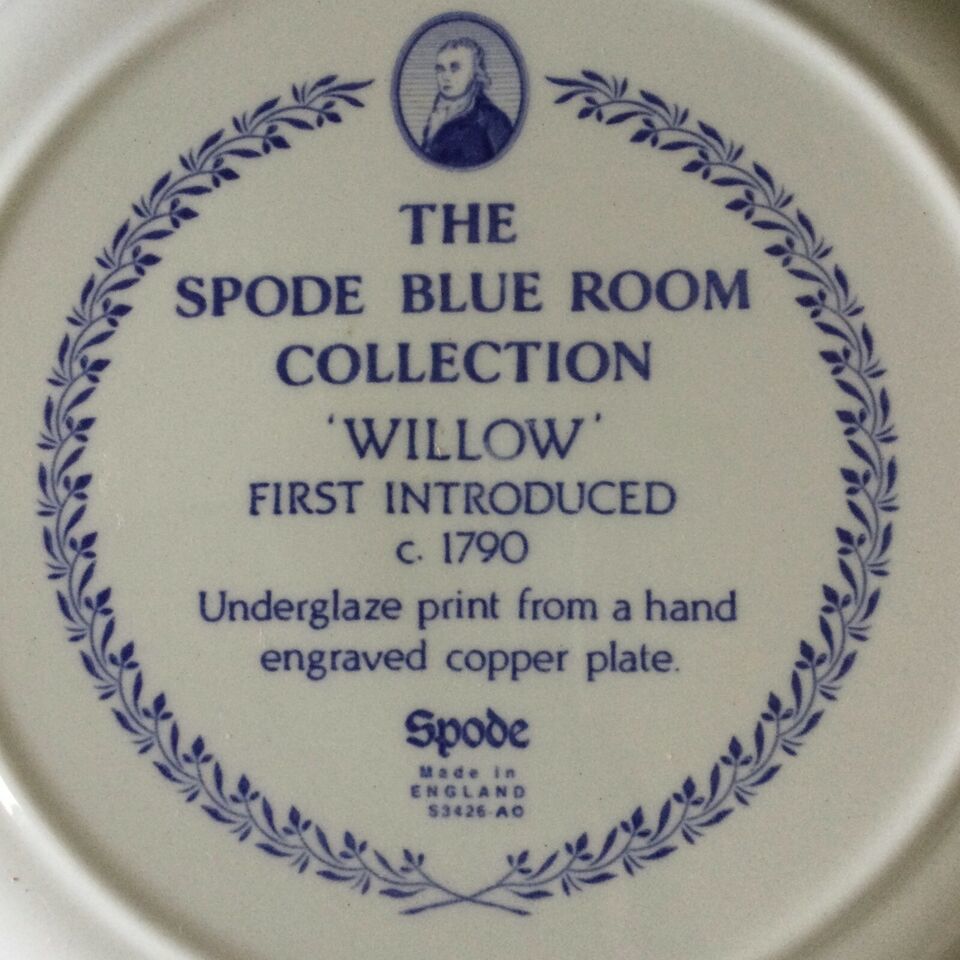 THE
SPODE BLUE ROOM
COLLECTION
'WILLOW'
FIRST INTRODUCED
c. 1790
Underglaze print from a hand
engraved copper plate.
Spode
Made in
ENGLAND
S3426-AO